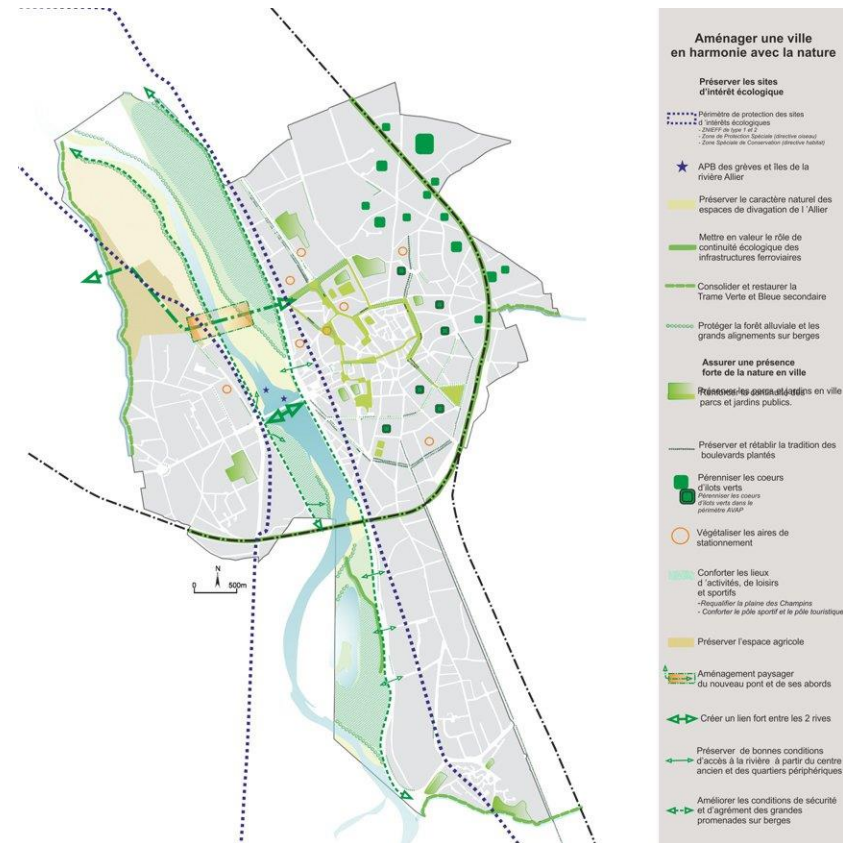 Aménager une ville
en harmonie avec la nature
Préserver les sites
d'intérêt écologique
Périmètre de protection des sites
d 'intérêts écologiques
- ZNIEFF de type 1 et 2
- Zone de Protection Spéciale (directive oiseau)
- Zone Spéciale de Conservation (directive habitat)
APB des grèves et îles de la
rivière Allier
Préserver le caractère naturel des
espaces de divagation de l 'Allier
Mettre en valeur le rôle de
continuité écologique des
infrastructures ferroviaires
Consolider et restaurer la
Trame Verte et Bleue secondaire
Protéger la forêt alluviale et les
grands alignements sur berges
Assurer une présence
forte de la nature en ville
Préserver les parcs et jardins en ville
parcs et jardins publics.
Préserver et rétablir la tradition des
boulevards plantés
Pérenniser les coeurs
d'îlots verts
Pérenniser les coeurs
d'îlots verts dans le
périmètre AVAP
Végétaliser les aires de
stationnement
Conforter les lieux
d 'activités, de loisirs
et sportifs
-Requalifier la plaine des Champins
- Conforter le pôle sportif et le pôle touristique
Préserver l'espace agricole
Aménagement paysager
du nouveau pont et de ses abords
Créer un lien fort entre les 2 rives
Préserver de bonnes conditions
d'accès à la rivière à partir du centre
ancien et des quartiers périphériques
Améliorer les conditions de sécurité
et d'agrément des grandes
promenades sur berges
N
0 500m